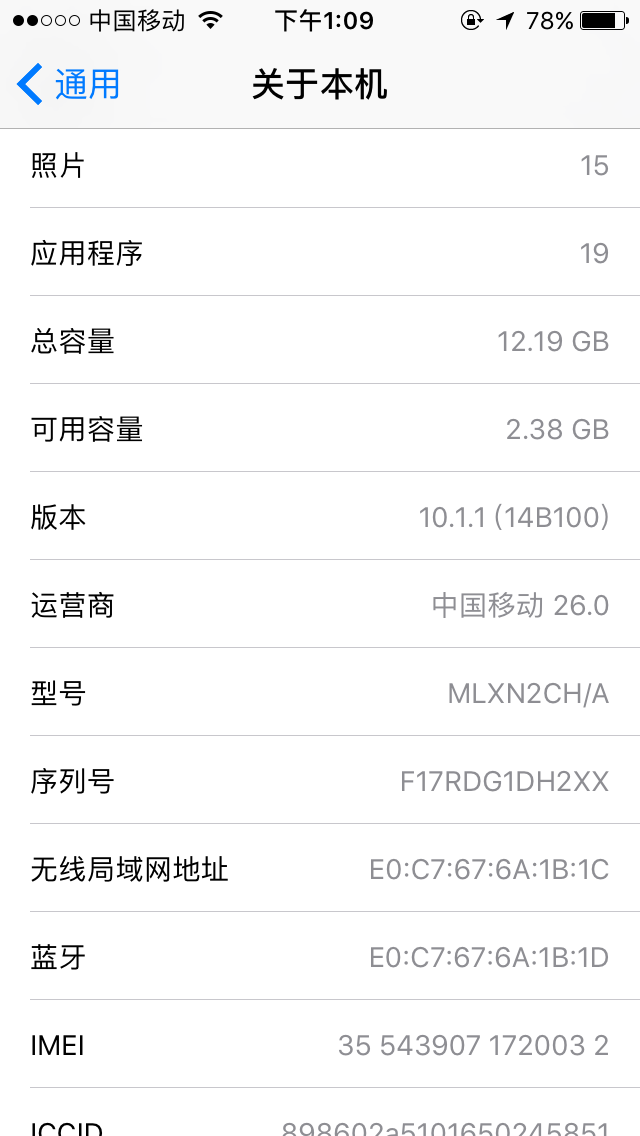 中国移动 下午1:09 78%
通用 关于本机
照片 15
应用程序 19
总容量 12.19 GB
可用容量 2.38 GB
版本 10.1.1 (14B100)
运营商 中国移动 26.0
型号 MLXN2CH/A
序列号 F17RDG1DH2XX
无线局域网地址 E0:C7:67:6A:1B:1C
蓝牙 E0:C7:67:6A:1B:1D
IMEI 35 543907 172003 2
ICCID 898602a5101650245851